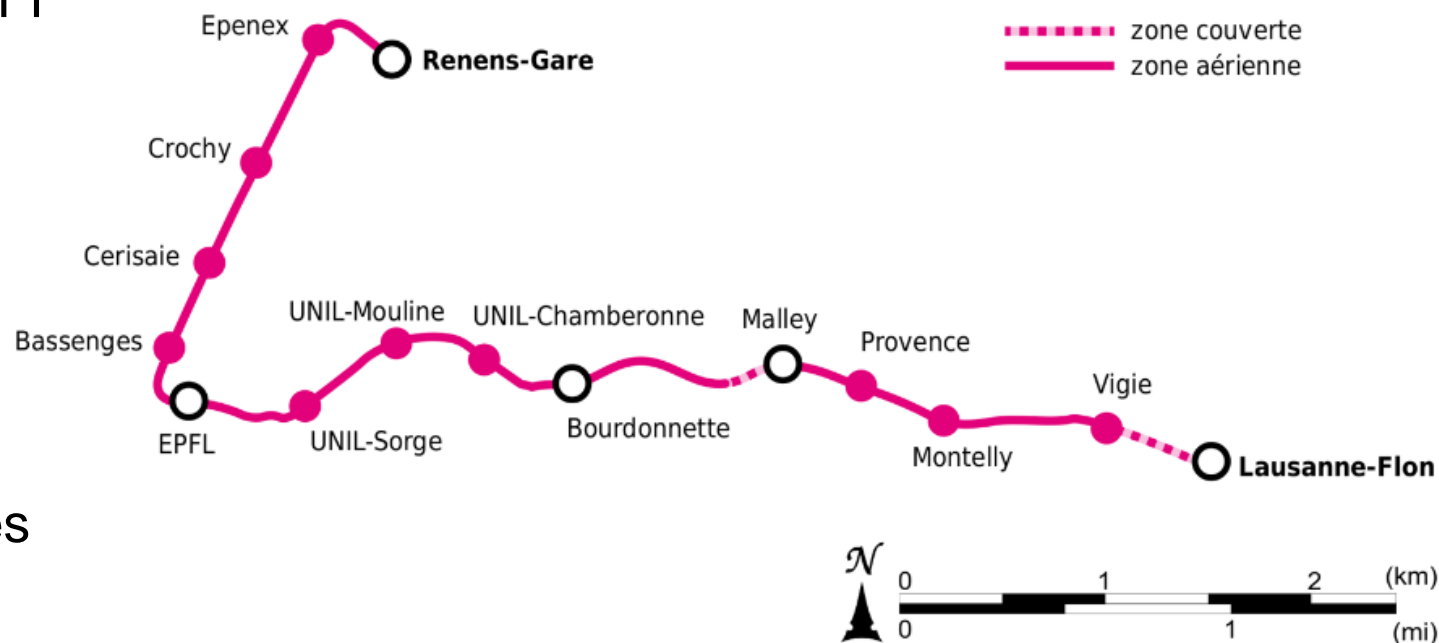 Epenex
Renens-Gare
zone couverte
zone aérienne
Crochy
Cerisaie
Bassenges
UNIL-Mouline
UNIL-Chamberonne
Malley
Provence
Vigie
EPFL
UNIL-Sorge
Bourdonnette
Montelly
Lausanne-Flon
N
0 1 2 (km)
0 1 (mi)